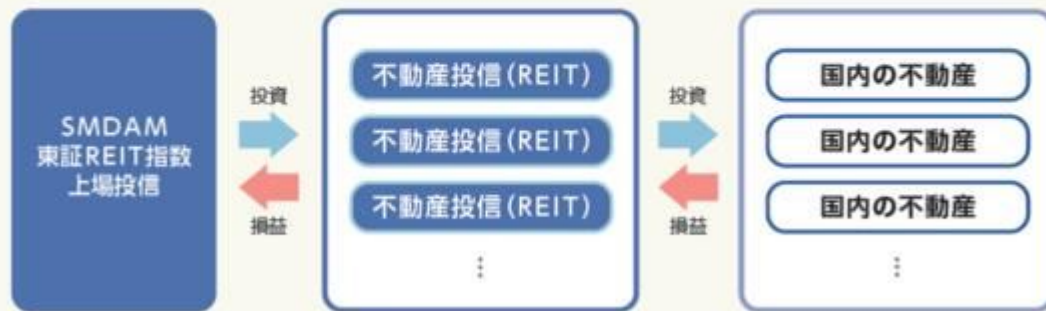 SMDAM
東証REIT指数
上場投信
投資
損益
不動産投信(REIT)
不動産投信(REIT)
不動産投信(REIT)
⋮
投資
損益
国内の不動産
国内の不動産
国内の不動産
⋮